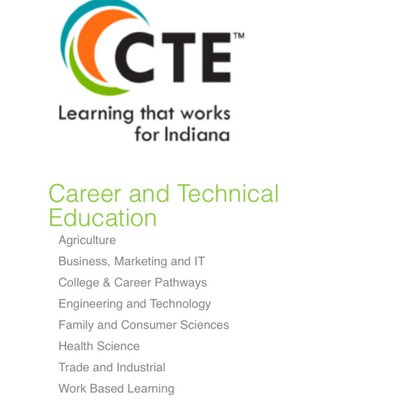 CTE™
Learning that works
for Indiana
Career and Technical
Education
Agriculture
Business, Marketing and IT
College & Career Pathways
Engineering and Technology
Family and Consumer Sciences
Health Science
Trade and Industrial
Work Based Learning